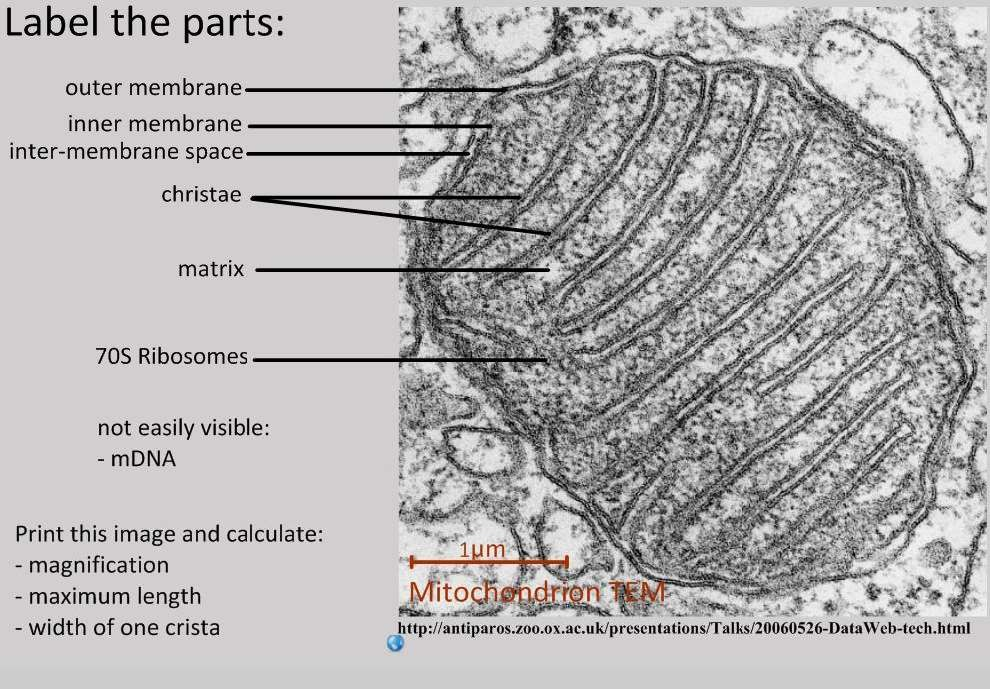 Label the parts:
outer membrane
inner membrane
inter-membrane space
christae
matrix
70S Ribosomes
not easily visible:
- mDNA
Print this image and calculate:
- magnification
- maximum length
- width of one crista
1µm
Mitochondrion TEM
http://antiparos.zoo.ox.ac.uk/presentations/Talks/20060526-DataWeb-tech.html